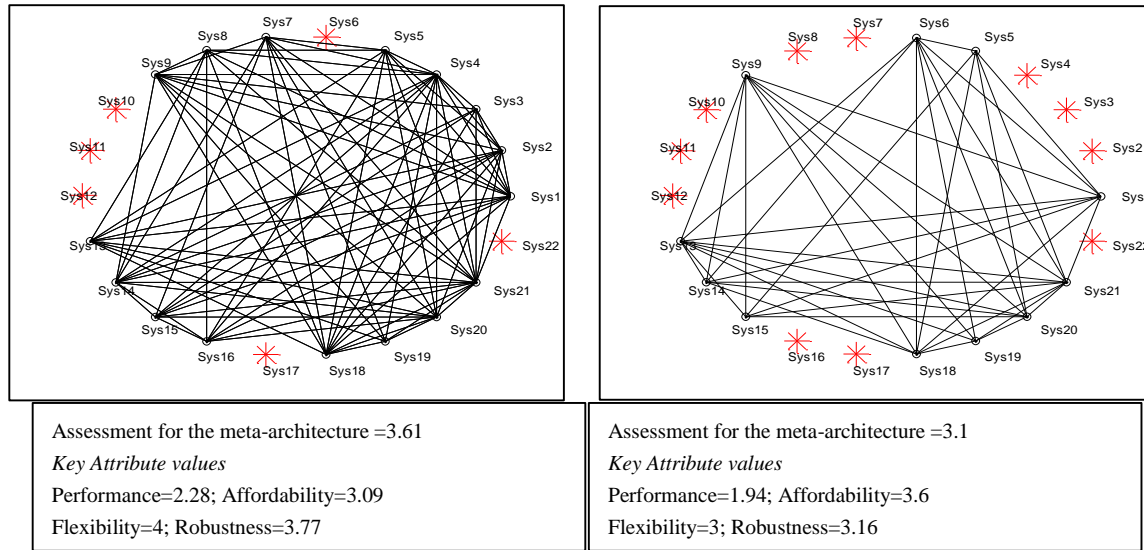 Sys7 Sys6
Sys8 Sys5
Sys9 Sys4
Sys10 Sys3
Sys11 Sys2
Sys12 Sys1
Sys13 Sys22
Sys14 Sys21
Sys15 Sys20
Sys16 Sys19
Sys17 Sys18
Sys7 Sys6
Sys8 Sys5
Sys9 Sys4
Sys10 Sys3
Sys11 Sys2
Sys12 Sys
Sys13 Sys22
Sys14 Sys21
Sys15 Sys20
Sys16 Sys19
Sys17 Sys18
Assessment for the meta-architecture =3.61
Key Attribute values
Performance=2.28; Affordability=3.09
Flexibility=4; Robustness=3.77
Assessment for the meta-architecture =3.1
Key Attribute values
Performance=1.94; Affordability=3.6
Flexibility=3; Robustness=3.16